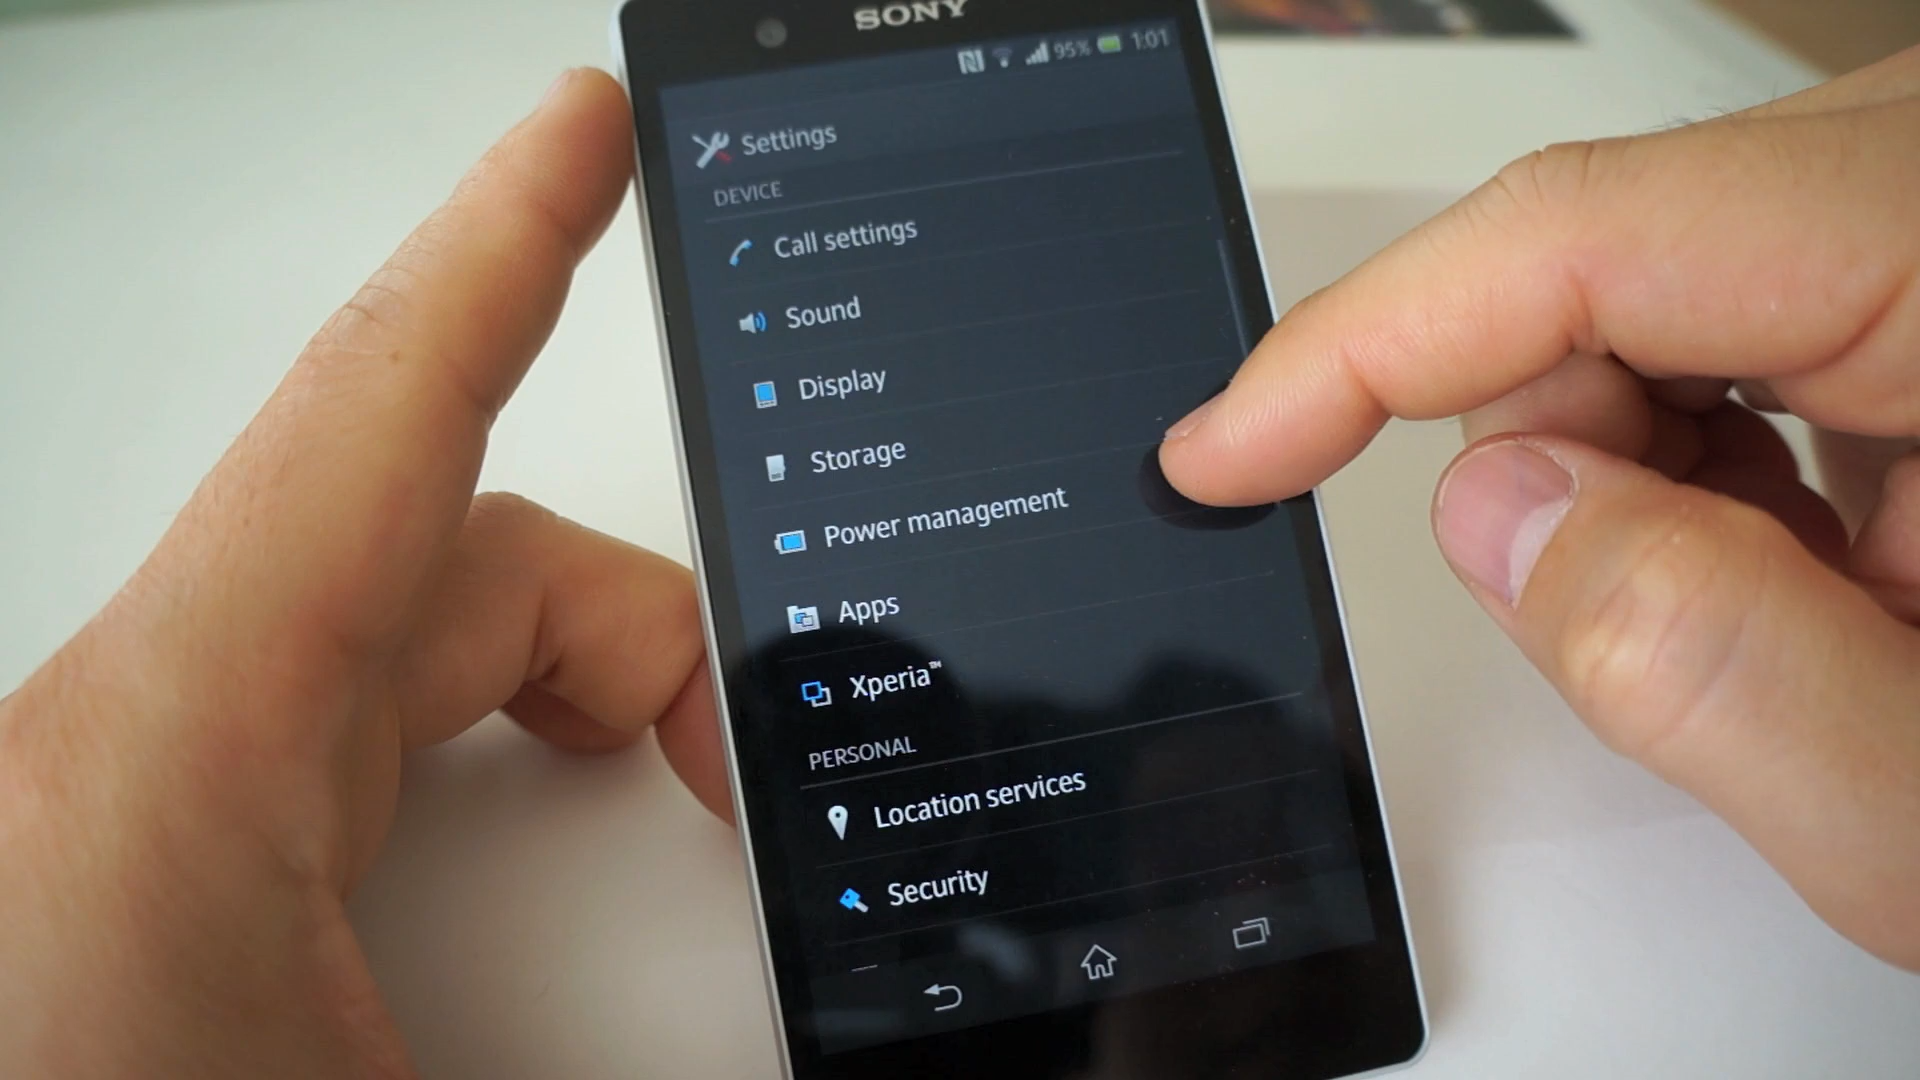 SONY
95% 1:01
Settings
DEVICE
Call settings
Sound
Display
Storage
Power management
Apps
Xperia™
PERSONAL
Location services
Security